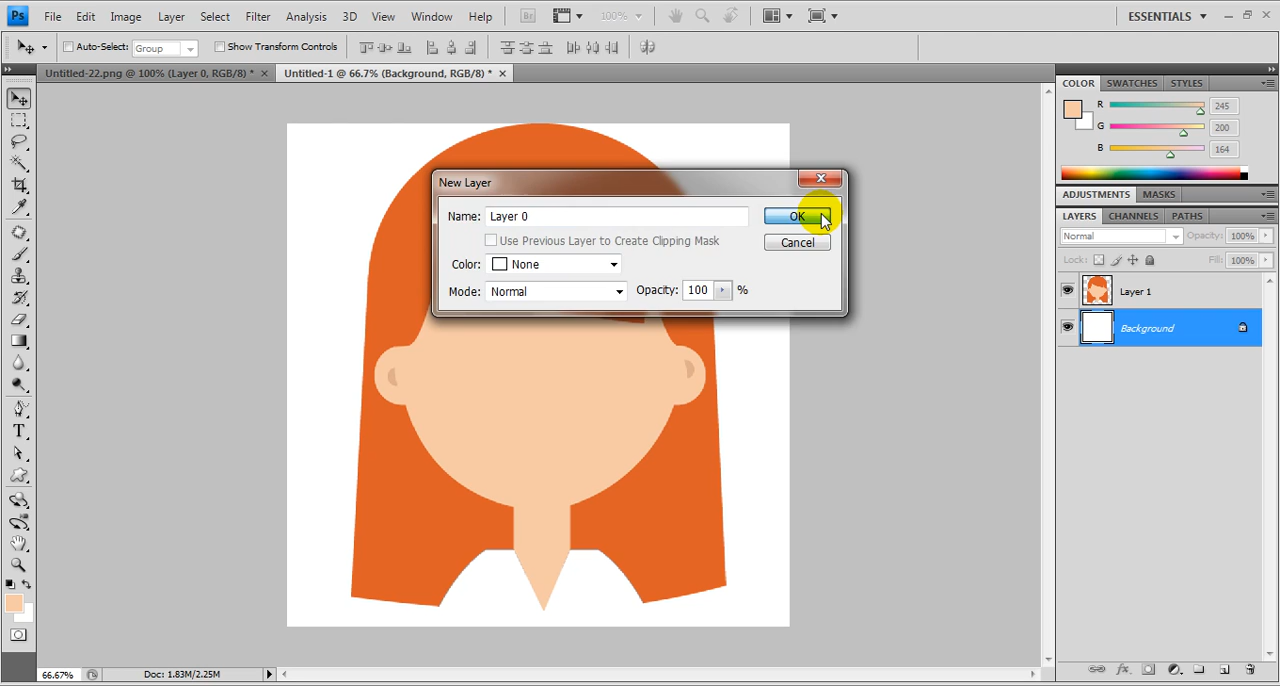 Ps File Edit Image Layer Select Filter Analysis 3D View Window Help Br 100% ESSENTIALS
Auto-Select: Group Show Transform Controls
Untitled-22.png @ 100% (Layer 0, RGB/8) * Untitled-1 @ 66.7% (Background, RGB/8) *
COLOR SWATCHES STYLES
R 245
G 200
B 164
ADJUSTMENTS MASKS
LAYERS CHANNELS PATHS
Normal Opacity: 100%
Lock: Fill: 100%
Layer 1
Background
New Layer
Name: Layer 0 OK
Use Previous Layer to Create Clipping Mask Cancel
Color: None
Mode: Normal Opacity: 100 %
T
66.67% Doc: 1.83M/2.25M
fx